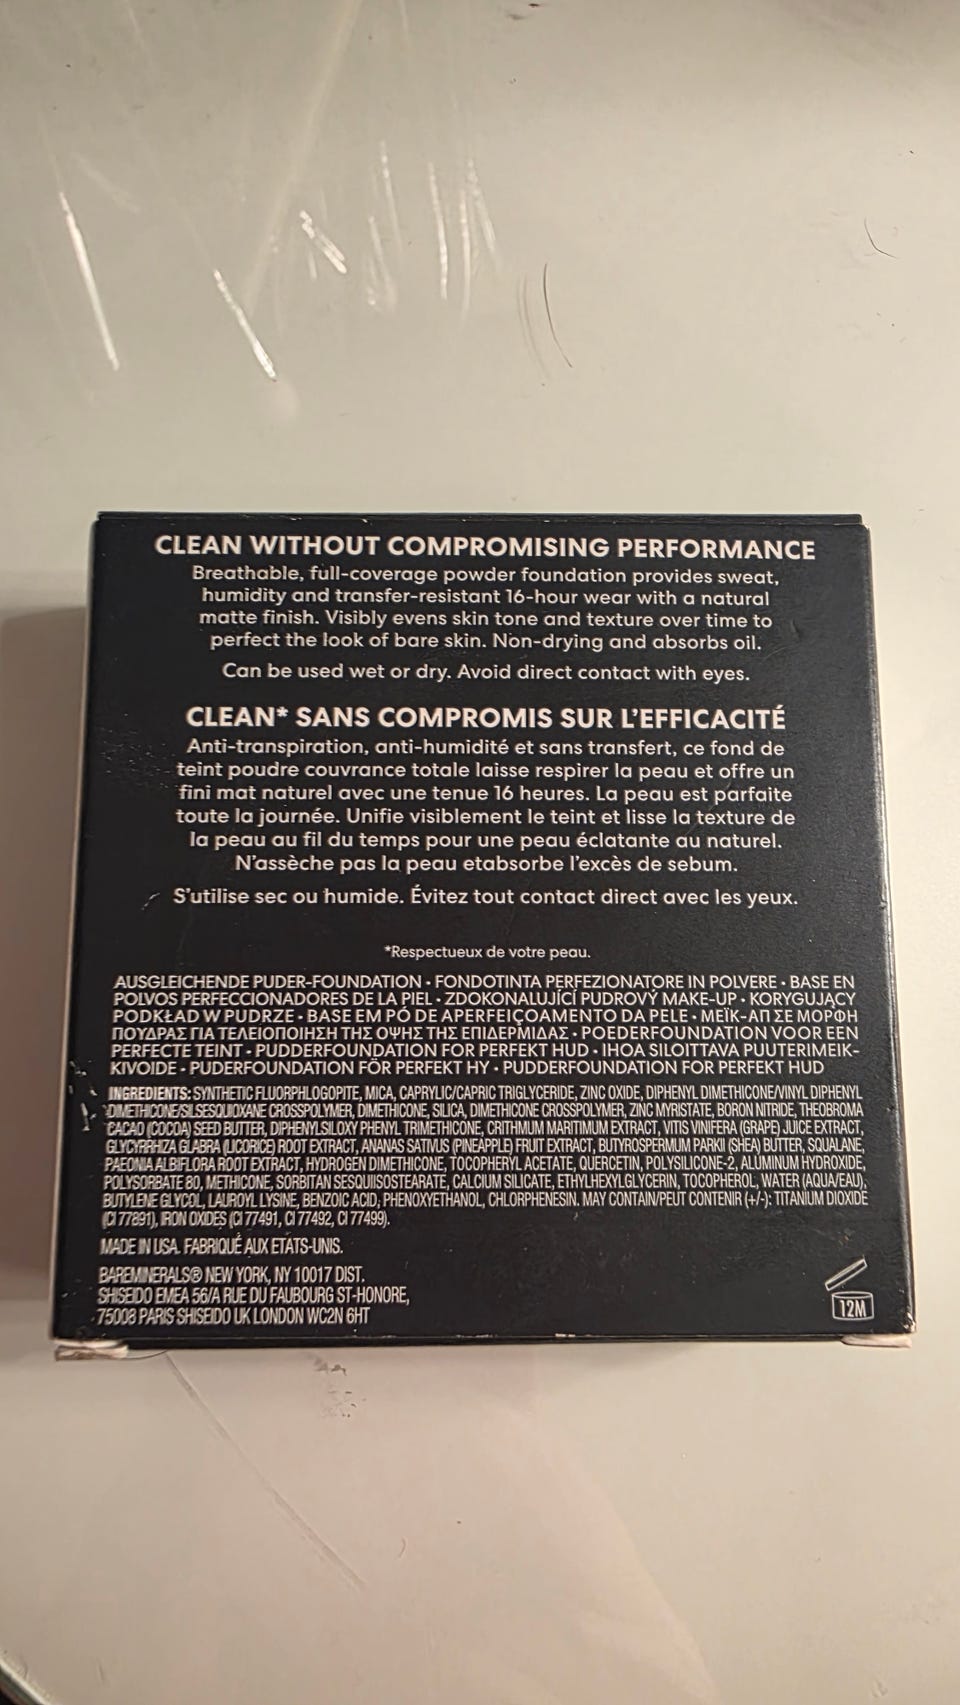 CLEAN WITHOUT COMPROMISING PERFORMANCE
Breathable, full-coverage powder foundation provides sweat,
humidity and transfer-resistant 16-hour wear with a natural
matte finish. Visibly evens skin tone and texture over time to
perfect the look of bare skin. Non-drying and absorbs oil.
Can be used wet or dry. Avoid direct contact with eyes.
CLEAN* SANS COMPROMIS SUR L'EFFICACITÉ
Anti-transpiration, anti-humidité et sans transfert, ce fond de
teint poudre couvrance totale laisse respirer la peau et offre un
fini mat naturel avec une tenue 16 heures. La peau est parfaite
toute la journée. Unifie visiblement le teint et lisse la texture de
la peau au fil du temps pour une peau éclatante au naturel.
N'assèche pas la peau etabsorbe l'excès de sebum.
S'utilise sec ou humide. Évitez tout contact direct avec les yeux.
*Respectueux de votre peau.
AUSGLEICHENDE PUDER-FOUNDATION • FONDOTINTA PERFEZIONATORE IN POLVERE • BASE EN
POLVOS PERFECCIONADORES DE LA PIEL • ZDOKONALUJÍCÍ PUDROVÝ MAKE-UP • KORYGUJĄCY
PODKŁAD W PUDRZE • BASE EM PÓ DE APERFEIÇOAMENTO DA PELE • ΜΕΪΚ-ΑΠ ΣΕ ΜΟΡΦΗ
ΠΟΥΔΡΑΣ ΓΙΑ ΤΕΛΕΙΟΠΟΙΗΣΗ ΤΗΣ ΟΨΗΣ ΤΗΣ ΕΠΙΔΕΡΜΙΔΑΣ • POEDERFOUNDATION VOOR EEN
PERFECTE TEINT • PUDDERFOUNDATION FOR PERFEKT HUD • IHOA SILOITTAVA PUUTERIMEIK-
KIVOIDE • PUDERFOUNDATION FÖR PERFEKT HY • PUDDERFOUNDATION FOR PERFEKT HUD
INGREDIENTS: SYNTHETIC FLUORPHLOGOPITE, MICA, CAPRYLIC/CAPRIC TRIGLYCERIDE, ZINC OXIDE, DIPHENYL DIMETHICONE/VINYL DIPHENYL
DIMETHICONE/SILSESQUIOXANE CROSSPOLYMER, DIMETHICONE, SILICA, DIMETHICONE CROSSPOLYMER, ZINC MYRISTATE, BORON NITRIDE, THEOBROMA
CACAO (COCOA) SEED BUTTER, DIPHENYLSILOXY PHENYL TRIMETHICONE, CRITHMUM MARITIMUM EXTRACT, VITIS VINIFERA (GRAPE) JUICE EXTRACT,
GLYCYRRHIZA GLABRA (LICORICE) ROOT EXTRACT, ANANAS SATIVUS (PINEAPPLE) FRUIT EXTRACT, BUTYROSPERMUM PARKII (SHEA) BUTTER, SQUALANE,
PAEONIA ALBIFLORA ROOT EXTRACT, HYDROGEN DIMETHICONE, TOCOPHERYL ACETATE, QUERCETIN, POLYSILICONE-2, ALUMINUM HYDROXIDE,
POLYSORBATE 80, METHICONE, SORBITAN SESQUIISOSTEARATE, CALCIUM SILICATE, ETHYLHEXYLGLYCERIN, TOCOPHEROL, WATER (AQUA/EAU),
BUTYLENE GLYCOL, LAUROYL LYSINE, BENZOIC ACID, PHENOXYETHANOL, CHLORPHENESIN. MAY CONTAIN/PEUT CONTENIR (+/-): TITANIUM DIOXIDE
(CI 77891), IRON OXIDES (CI 77491, CI 77492, CI 77499).
MADE IN USA. FABRIQUÉ AUX ETATS-UNIS.
BAREMINERALS® NEW YORK, NY 10017 DIST.
SHISEIDO EMEA 56/A RUE DU FAUBOURG ST-HONORE,
75008 PARIS SHISEIDO UK LONDON WC2N 6HT
12M